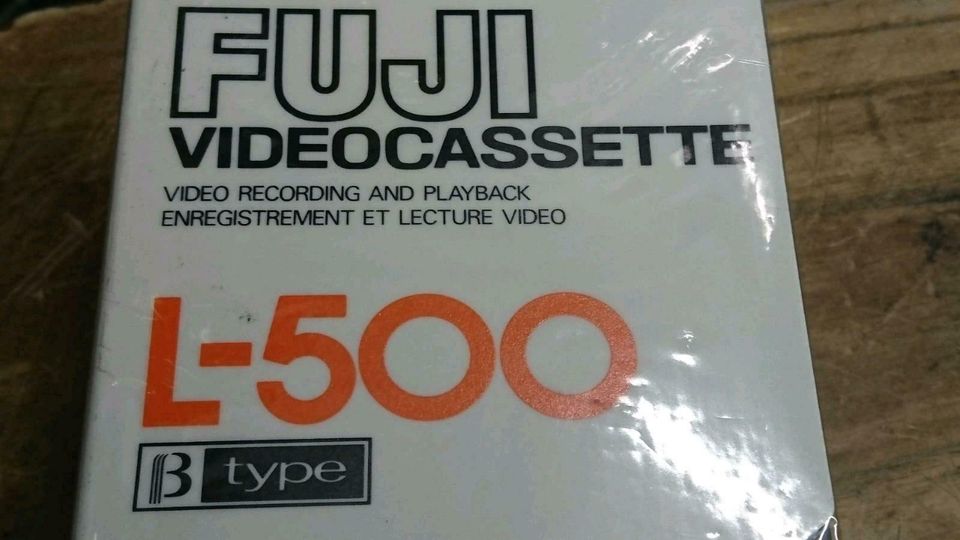 FUJI
VIDEOCASSETTE
VIDEO RECORDING AND PLAYBACK
ENREGISTREMENT ET LECTURE VIDEO
L-500
β type